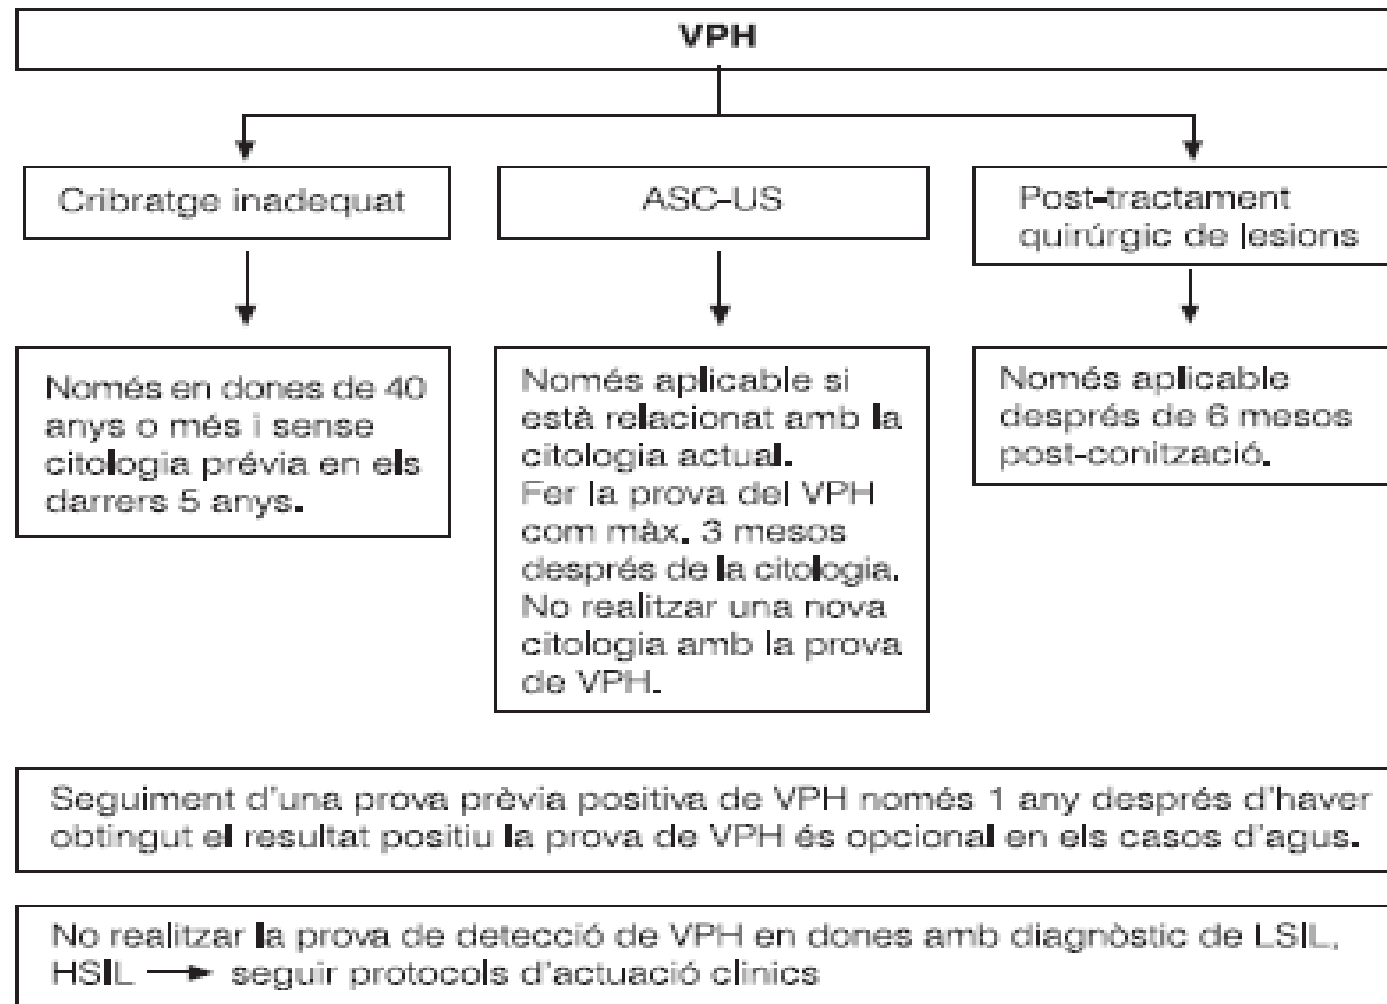 VPH
Cribratge inadequat
ASC-US
Post-tractament
quirúrgic de lesions
Només en dones de 40
anys o més i sense
citologia prévia en els
darrers 5 anys.
Només aplicable si
està relacionat amb la
citologia actual.
Fer la prova del VPH
com màx. 3 mesos
després de la citologia.
No realitzar una nova
citologia amb la prova
de VPH.
Només aplicable
després de 6 mesos
post-conització.
Seguiment d'una prova prèvia positiva de VPH només 1 any després d'haver
obtingut el resultat positiu la prova de VPH és opcional en els casos d'agus.
No realitzar la prova de detecció de VPH en dones amb diagnòstic de LSIL,
HSIL → seguir protocols d'actuació clinics